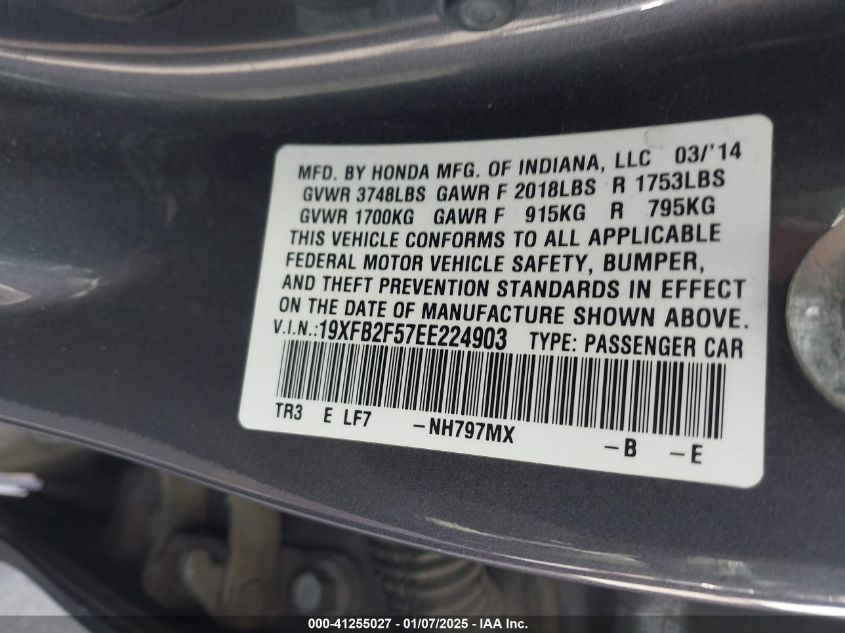 MFD. BY HONDA MFG. OF INDIANA, LLC 03/'14
GVWR 3748LBS GAWR F 2018LBS R 1753LBS
GVWR 1700KG GAWR F 915KG R 795KG
THIS VEHICLE CONFORMS TO ALL APPLICABLE
FEDERAL MOTOR VEHICLE SAFETY, BUMPER,
AND THEFT PREVENTION STANDARDS IN EFFECT
ON THE DATE OF MANUFACTURE SHOWN ABOVE.
V.I.N.:19XFB2F57EE224903 TYPE: PASSENGER CAR
TR3 E LF7 -NH797MX -B -E
000-41255027 - 01/07/2025 - © IAA Inc.